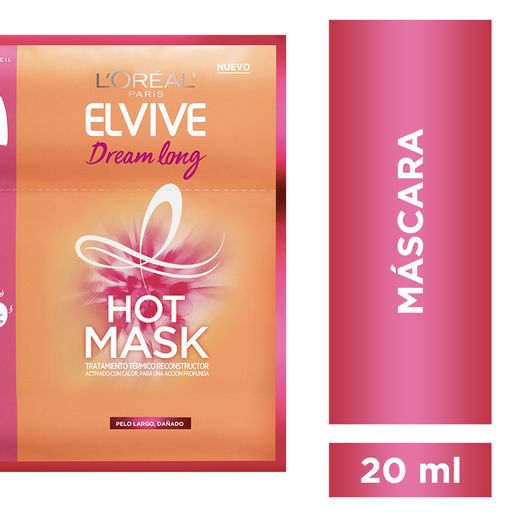 NUEVO
L'ORÉAL
PARIS
ELVIVE
Dream long
HOT
MASK
TRATAMIENTO TÉRMICO RECONSTRUCTOR
ACTIVADO CON CALOR, PARA UNA ACCIÓN PROFUNDA
PELO LARGO, DAÑADO
MÁSCARA
20 ml